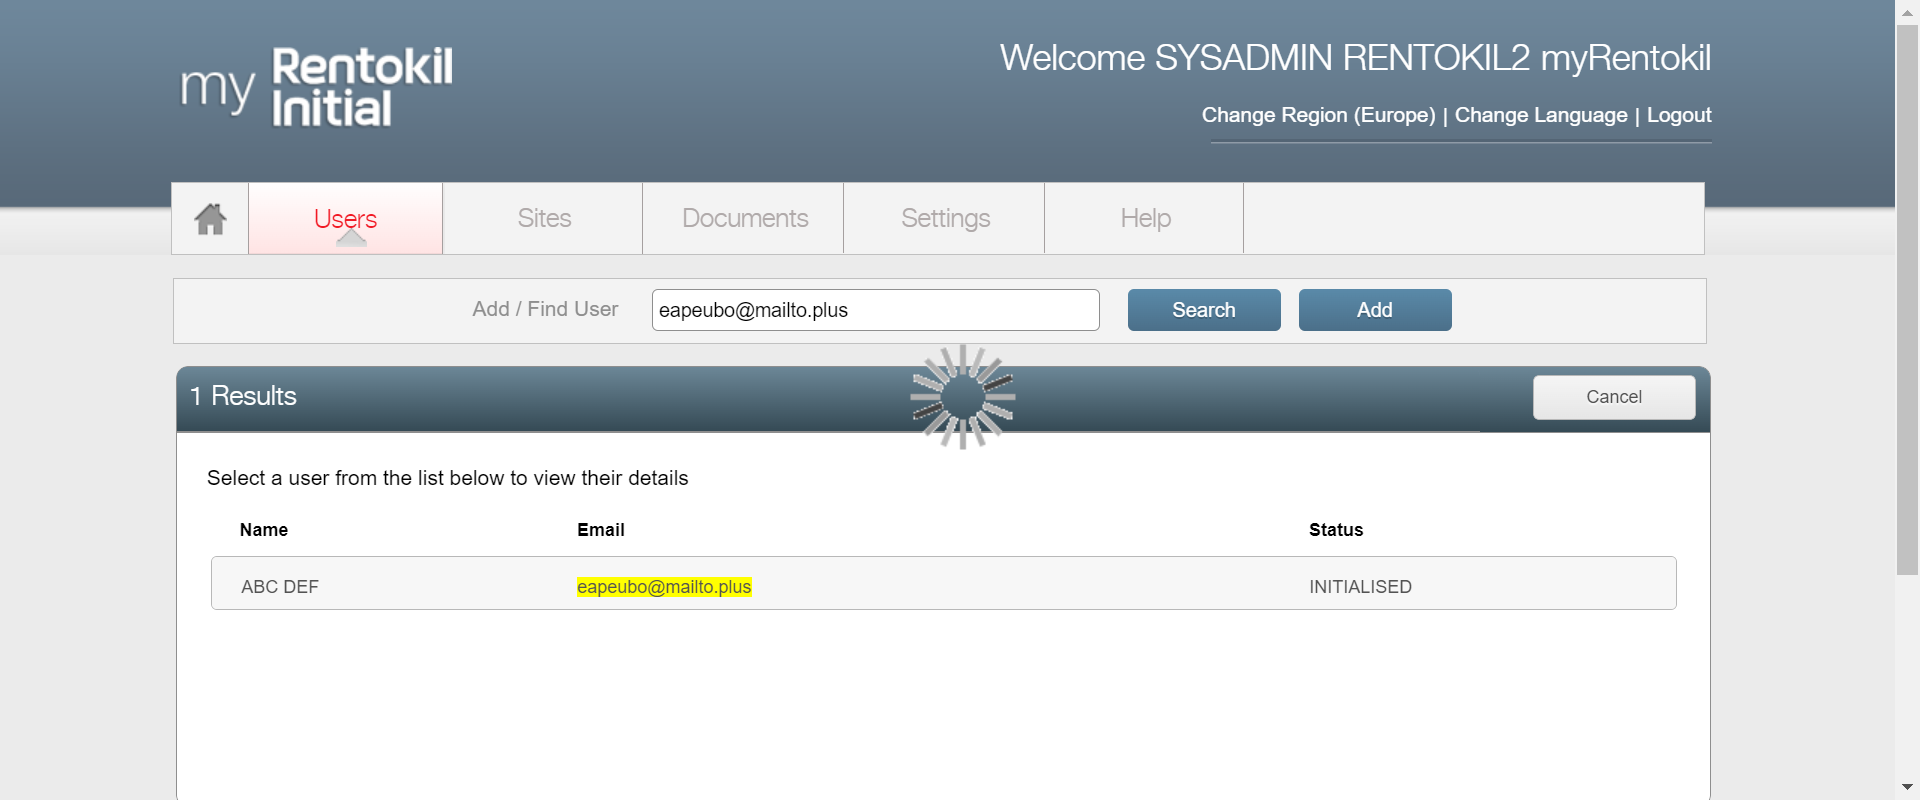 my Rentokil Initial
Welcome SYSADMIN RENTOKIL2 myRentokil
Change Region (Europe) | Change Language | Logout
Users Sites Documents Settings Help
Add / Find User eapeubo@mailto.plus Search Add
1 Results Cancel
Select a user from the list below to view their details
Name Email Status
ABC DEF eapeubo@mailto.plus INITIALISED